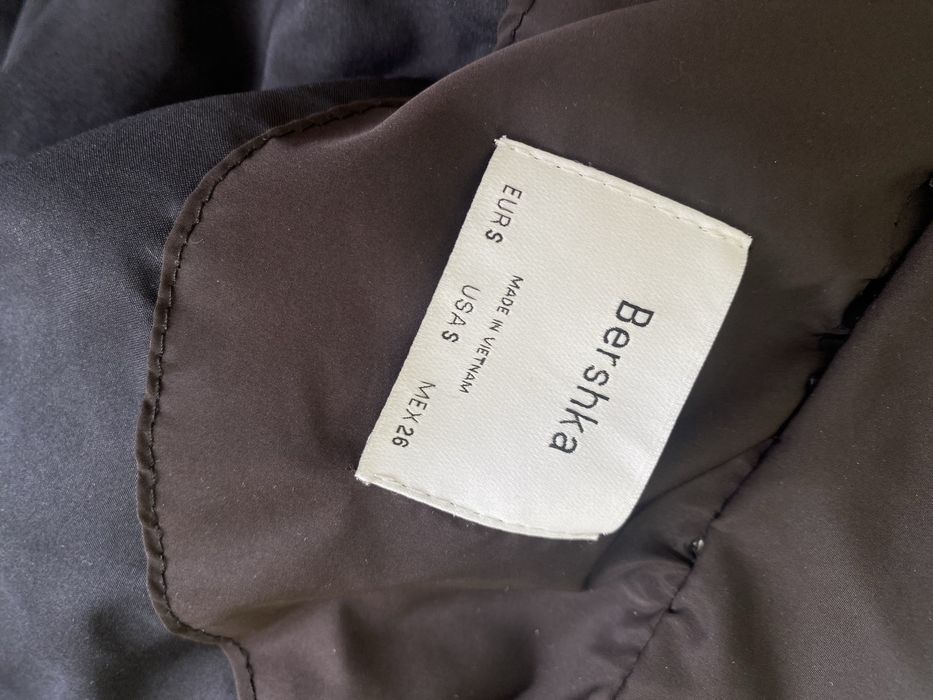 Bershka
MADE IN VIETNAM
EUR S USA S MEX 26